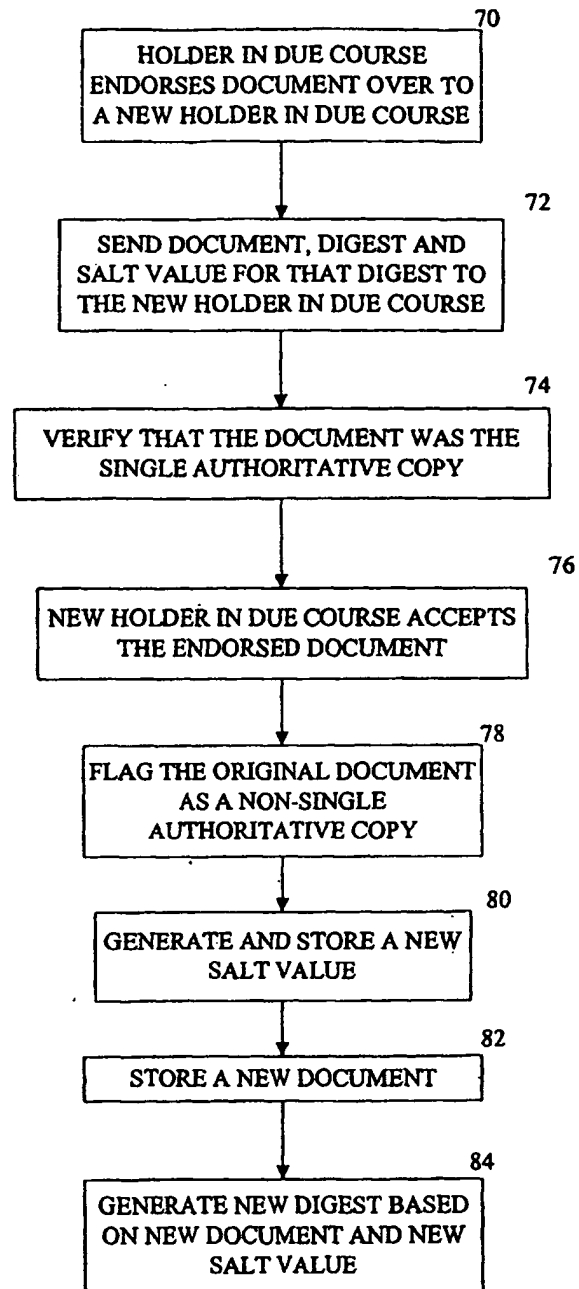 70
HOLDER IN DUE COURSE
ENDORSES DOCUMENT OVER TO
A NEW HOLDER IN DUE COURSE
72
SEND DOCUMENT, DIGEST AND
SALT VALUE FOR THAT DIGEST TO
THE NEW HOLDER IN DUE COURSE
74
VERIFY THAT THE DOCUMENT WAS THE
SINGLE AUTHORITATIVE COPY
76
NEW HOLDER IN DUE COURSE ACCEPTS
THE ENDORSED DOCUMENT
78
FLAG THE ORIGINAL DOCUMENT
AS A NON-SINGLE
AUTHORITATIVE COPY
80
GENERATE AND STORE A NEW
SALT VALUE
82
STORE A NEW DOCUMENT
84
GENERATE NEW DIGEST BASED
ON NEW DOCUMENT AND NEW
SALT VALUE